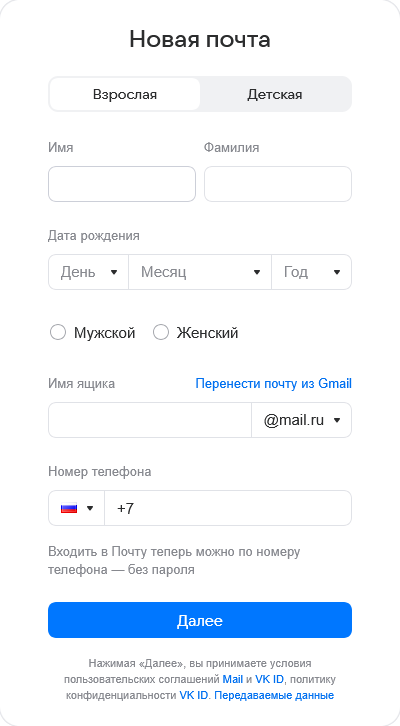 Новая почта
Взрослая Детская
Имя Фамилия
Дата рождения
День Месяц Год
Мужской Женский
Имя ящика Перенести почту из Gmail
@mail.ru
Номер телефона
+7
Входить в Почту теперь можно по номеру
телефона — без пароля
Далее
Нажимая «Далее», вы принимаете условия
пользовательских соглашений Mail и VK ID, политику
конфиденциальности VK ID. Передаваемые данные